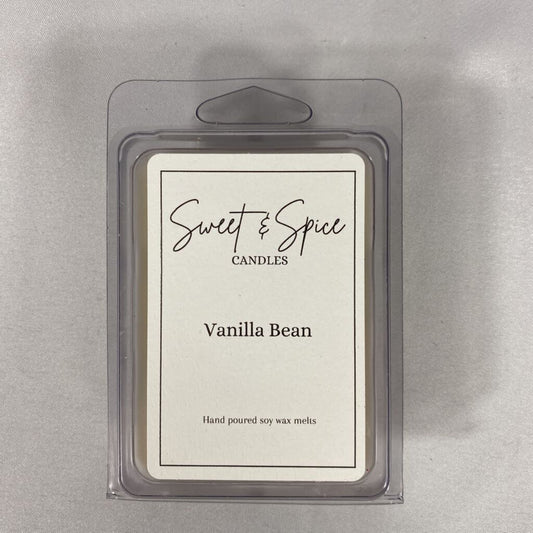 Sweet & Spice
CANDLES
Vanilla Bean
Hand poured soy wax melts